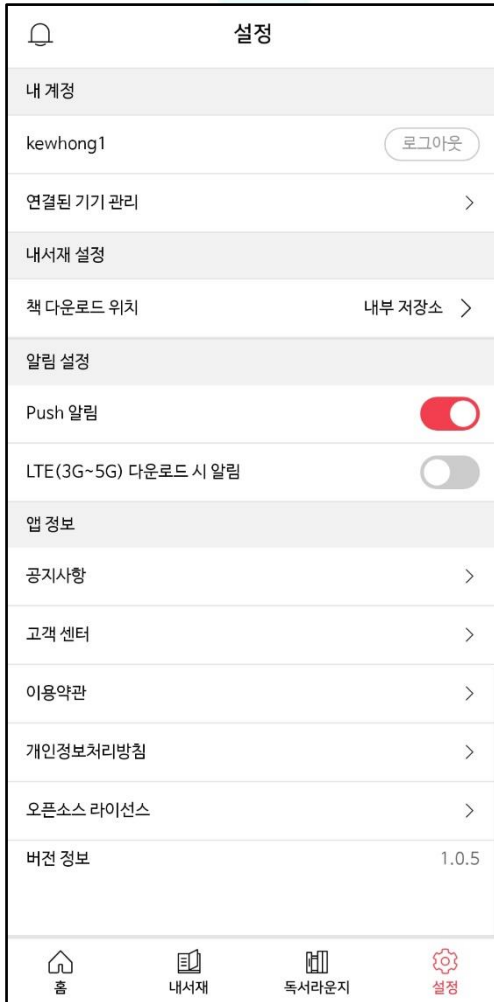 설정
내 계정
kewhong1 로그아웃
연결된 기기 관리
내서재 설정
책 다운로드 위치 내부 저장소
알림 설정
Push 알림
LTE(3G~5G) 다운로드 시 알림
앱 정보
공지사항
고객 센터
이용약관
개인정보처리방침
오픈소스 라이선스
버전 정보 1.0.5
홈 내서재 독서라운지 설정